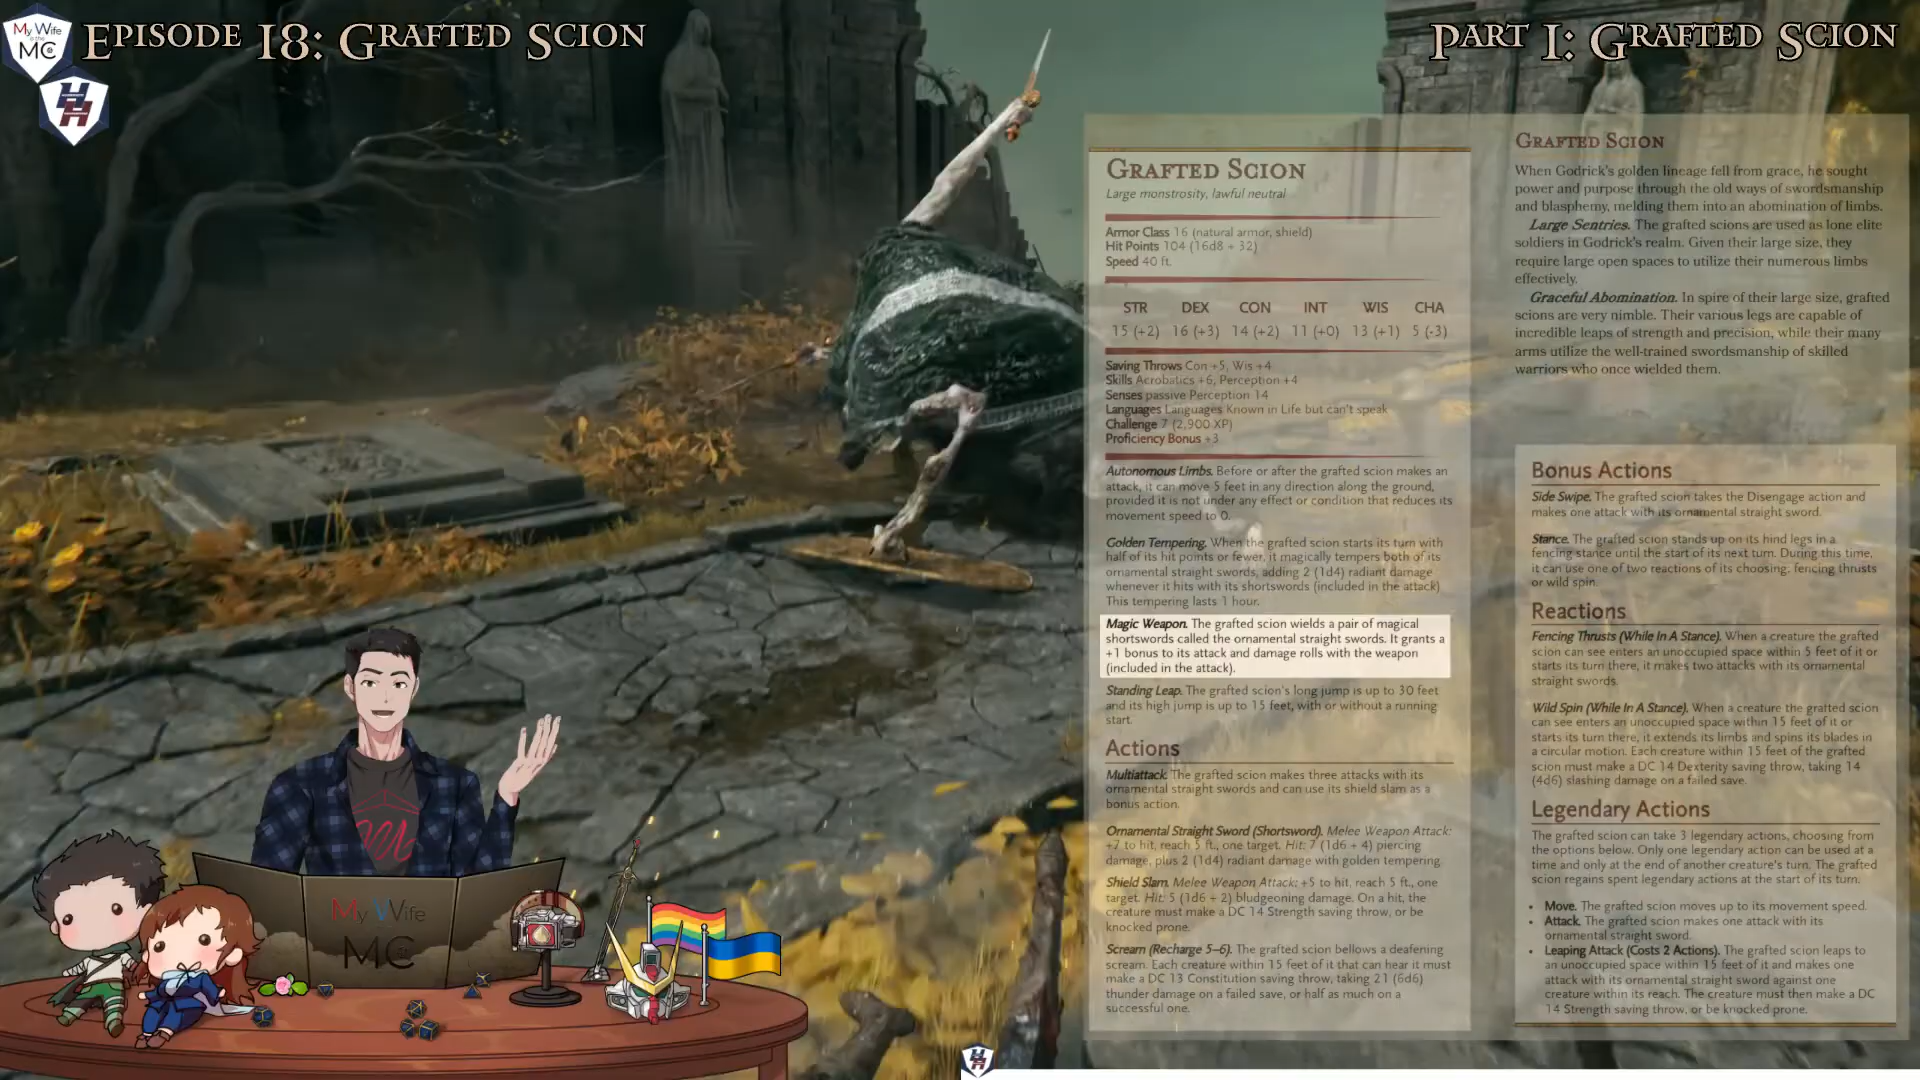 My Wife
is the
MC
EPISODE 18: GRAFTED SCION
PART I: GRAFTED SCION
HH
GRAFTED SCION
Large monstrosity, lawful neutral
Armor Class 16 (natural armor, shield)
Hit Points 104 (16d8 + 32)
Speed 40 ft.
STR DEX CON INT WIS CHA
15 (+2) 16 (+3) 14 (+2) 11 (+0) 13 (+1) 5 (-3)
Saving Throws Con +5, Wis +4
Skills Acrobatics +6, Perception +4
Senses passive Perception 14
Languages Languages Known in Life but can't speak
Challenge 7 (2,900 XP)
Proficiency Bonus +3
Autonomous Limbs. Before or after the grafted scion makes an
attack, it can move 5 feet in any direction along the ground,
provided it is not under any effect or condition that reduces its
movement speed to 0.
Golden Tempering. When the grafted scion starts its turn with
half of its hit points or fewer, it magically tempers both of its
ornamental straight swords, adding 2 (1d4) radiant damage
whenever it hits with its shortswords (included in the attack)
This tempering lasts 1 hour.
Magic Weapon. The grafted scion wields a pair of magical
shortswords called the ornamental straight swords. It grants a
+1 bonus to its attack and damage rolls with the weapon
(included in the attack).
Standing Leap. The grafted scion's long jump is up to 30 feet
and its high jump is up to 15 feet, with or without a running
start.
Actions
Multiattack. The grafted scion makes three attacks with its
ornamental straight swords and can use its shield slam as a
bonus action.
Ornamental Straight Sword (Shortsword). Melee Weapon Attack:
+7 to hit, reach 5 ft., one target. Hit: 7 (1d6 + 4) piercing
damage, plus 2 (1d4) radiant damage with golden tempering.
Shield Slam. Melee Weapon Attack: +5 to hit, reach 5 ft., one
target. Hit: 5 (1d6 + 2) bludgeoning damage. On a hit, the
creature must make a DC 14 Strength saving throw, or be
knocked prone.
Scream (Recharge 5–6). The grafted scion bellows a deafening
scream. Each creature within 15 feet of it that can hear it must
make a DC 13 Constitution saving throw, taking 21 (6d6)
thunder damage on a failed save, or half as much on a
successful one.
GRAFTED SCION
When Godrick's golden lineage fell from grace, he sought
power and purpose through the old ways of swordsmanship
and blasphemy, melding them into an abomination of limbs.
Large Sentries. The grafted scions are used as lone elite
soldiers in Godrick's realm. Given their large size, they
require large open spaces to utilize their numerous limbs
effectively.
Graceful Abomination. In spire of their large size, grafted
scions are very nimble. Their various legs are capable of
incredible leaps of strength and precision, while their many
arms utilize the well-trained swordsmanship of skilled
warriors who once wielded them.
Bonus Actions
Side Swipe. The grafted scion takes the Disengage action and
makes one attack with its ornamental straight sword.
Stance. The grafted scion stands up on its hind legs in a
fencing stance until the start of its next turn. During this time,
it can use one of two reactions of its choosing: fencing thrusts
or wild spin.
Reactions
Fencing Thrusts (While In A Stance). When a creature the grafted
scion can see enters an unoccupied space within 5 feet of it or
starts its turn there, it makes two attacks with its ornamental
straight swords.
Wild Spin (While In A Stance). When a creature the grafted scion
can see enters an unoccupied space within 15 feet of it or
starts its turn there, it extends its limbs and spins its blades in
a circular motion. Each creature within 15 feet of the grafted
scion must make a DC 14 Dexterity saving throw, taking 14
(4d6) slashing damage on a failed save.
Legendary Actions
The grafted scion can take 3 legendary actions, choosing from
the options below. Only one legendary action can be used at a
time and only at the end of another creature's turn. The grafted
scion regains spent legendary actions at the start of its turn.
• Move. The grafted scion moves up to its movement speed.
• Attack. The grafted scion makes one attack with its
ornamental straight sword.
• Leaping Attack (Costs 2 Actions). The grafted scion leaps to
an unoccupied space within 15 feet of it and makes one
attack with its ornamental straight sword against one
creature within its reach. The creature must then make a DC
14 Strength saving throw, or be knocked prone.
My Wife
MC